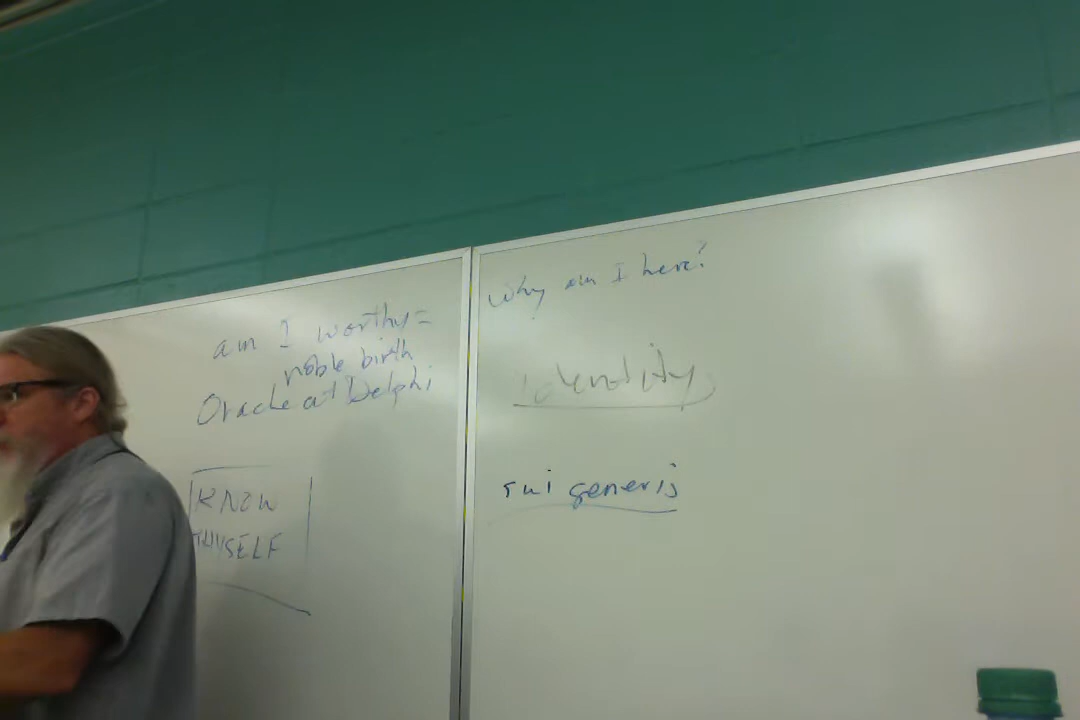 am I worthy =
noble birth
Oracle at Delphi
KNOW
THYSELF
Why am I here?
identity
sui generis